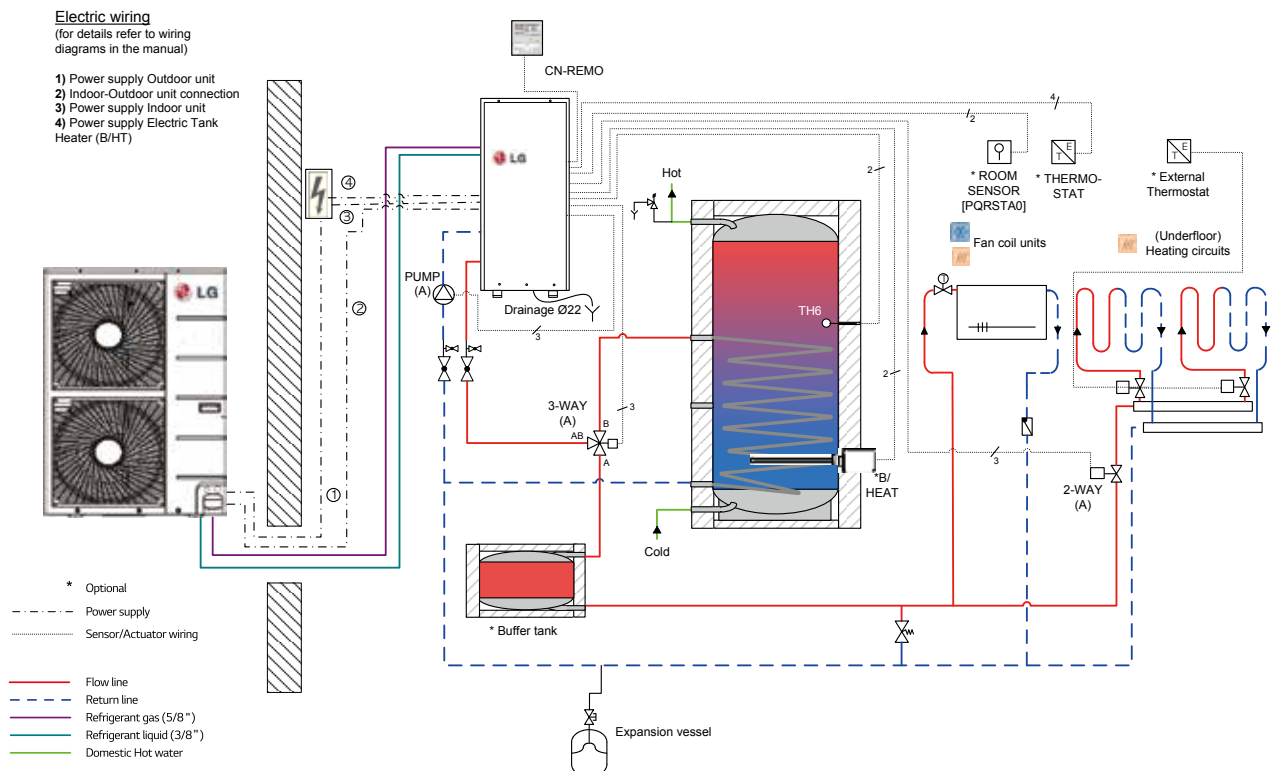 Electric wiring
(for details refer to wiring
diagrams in the manual)
1) Power supply Outdoor unit
2) Indoor-Outdoor unit connection
3) Power supply Indoor unit
4) Power supply Electric Tank
Heater (B/HT)
CN-REMO
LG
4
2
④
③
②
①
LG
PUMP
(A)
Drainage Ø22
3
Hot
2
TH6
2
3-WAY
(A)
3
B
AB
A
*B/
HEAT
Cold
* ROOM
SENSOR
[PQRSTA0]
T E
* THERMO-
STAT
T E
* External
Thermostat
Fan coil units
(Underfloor)
Heating circuits
①
3
2-WAY
(A)
* Buffer tank
Expansion vessel
* Optional
Power supply
Sensor/Actuator wiring
Flow line
Return line
Refrigerant gas (5/8")
Refrigerant liquid (3/8")
Domestic Hot water